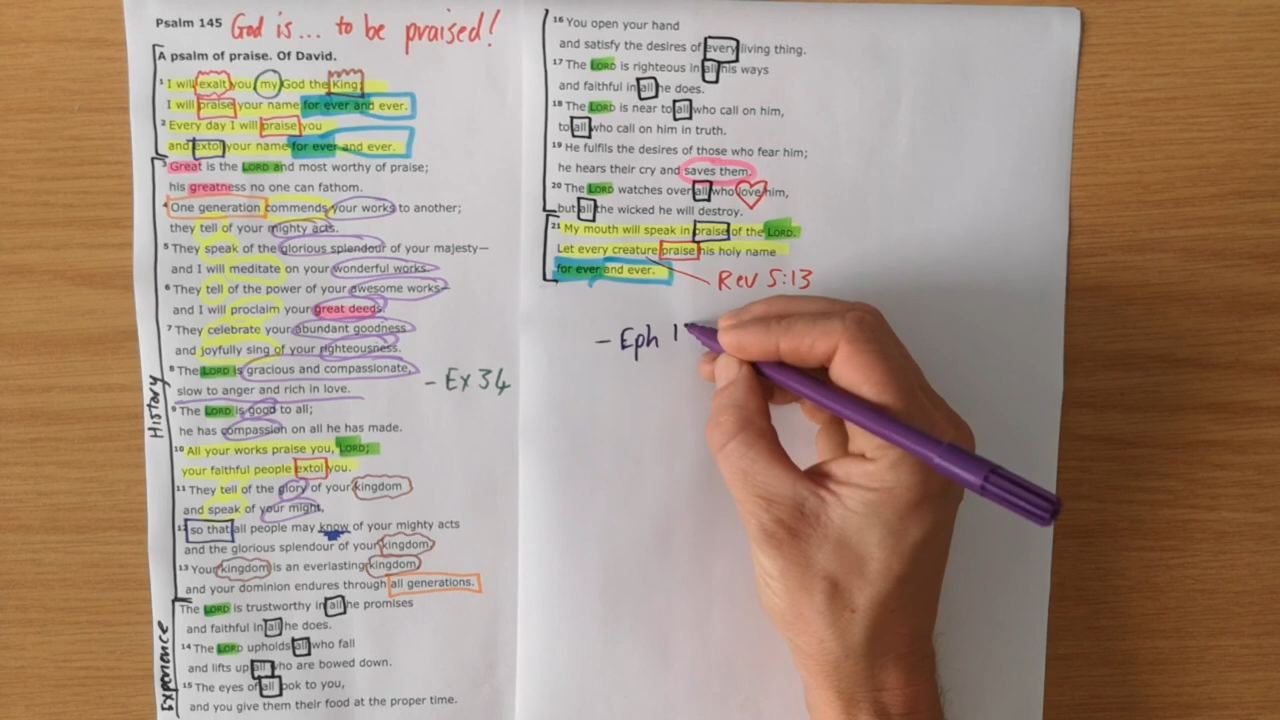 Psalm 145 God is... to be praised!
A psalm of praise. Of David.
1 I will exalt you my God the King;
I will praise your name for ever and ever.
2 Every day I will praise you
and extol your name for ever and ever.
3 Great is the LORD and most worthy of praise;
his greatness no one can fathom.
4 One generation commends your works to another;
they tell of your mighty acts.
5 They speak of the glorious splendour of your majesty—
and I will meditate on your wonderful works.
6 They tell of the power of your awesome works—
and I will proclaim your great deeds.
7 They celebrate your abundant goodness
and joyfully sing of your righteousness.
8 The LORD is gracious and compassionate,
slow to anger and rich in love.
- Ex 34
9 The LORD is good to all;
he has compassion on all he has made.
10 All your works praise you, LORD;
your faithful people extol you.
11 They tell of the glory of your kingdom
and speak of your might,
12 so that all people may know of your mighty acts
and the glorious splendour of your kingdom.
13 Your kingdom is an everlasting kingdom,
and your dominion endures through all generations.
The LORD is trustworthy in all he promises
and faithful in all he does.
14 The LORD upholds all who fall
and lifts up all who are bowed down.
15 The eyes of all look to you,
and you give them their food at the proper time.
History
Experience
16 You open your hand
and satisfy the desires of every living thing.
17 The LORD is righteous in all his ways
and faithful in all he does.
18 The LORD is near to all who call on him,
to all who call on him in truth.
19 He fulfils the desires of those who fear him;
he hears their cry and saves them.
20 The LORD watches over all who love him,
but all the wicked he will destroy.
21 My mouth will speak in praise of the LORD.
Let every creature praise his holy name
for ever and ever.
Rev 5:13
- Eph 1